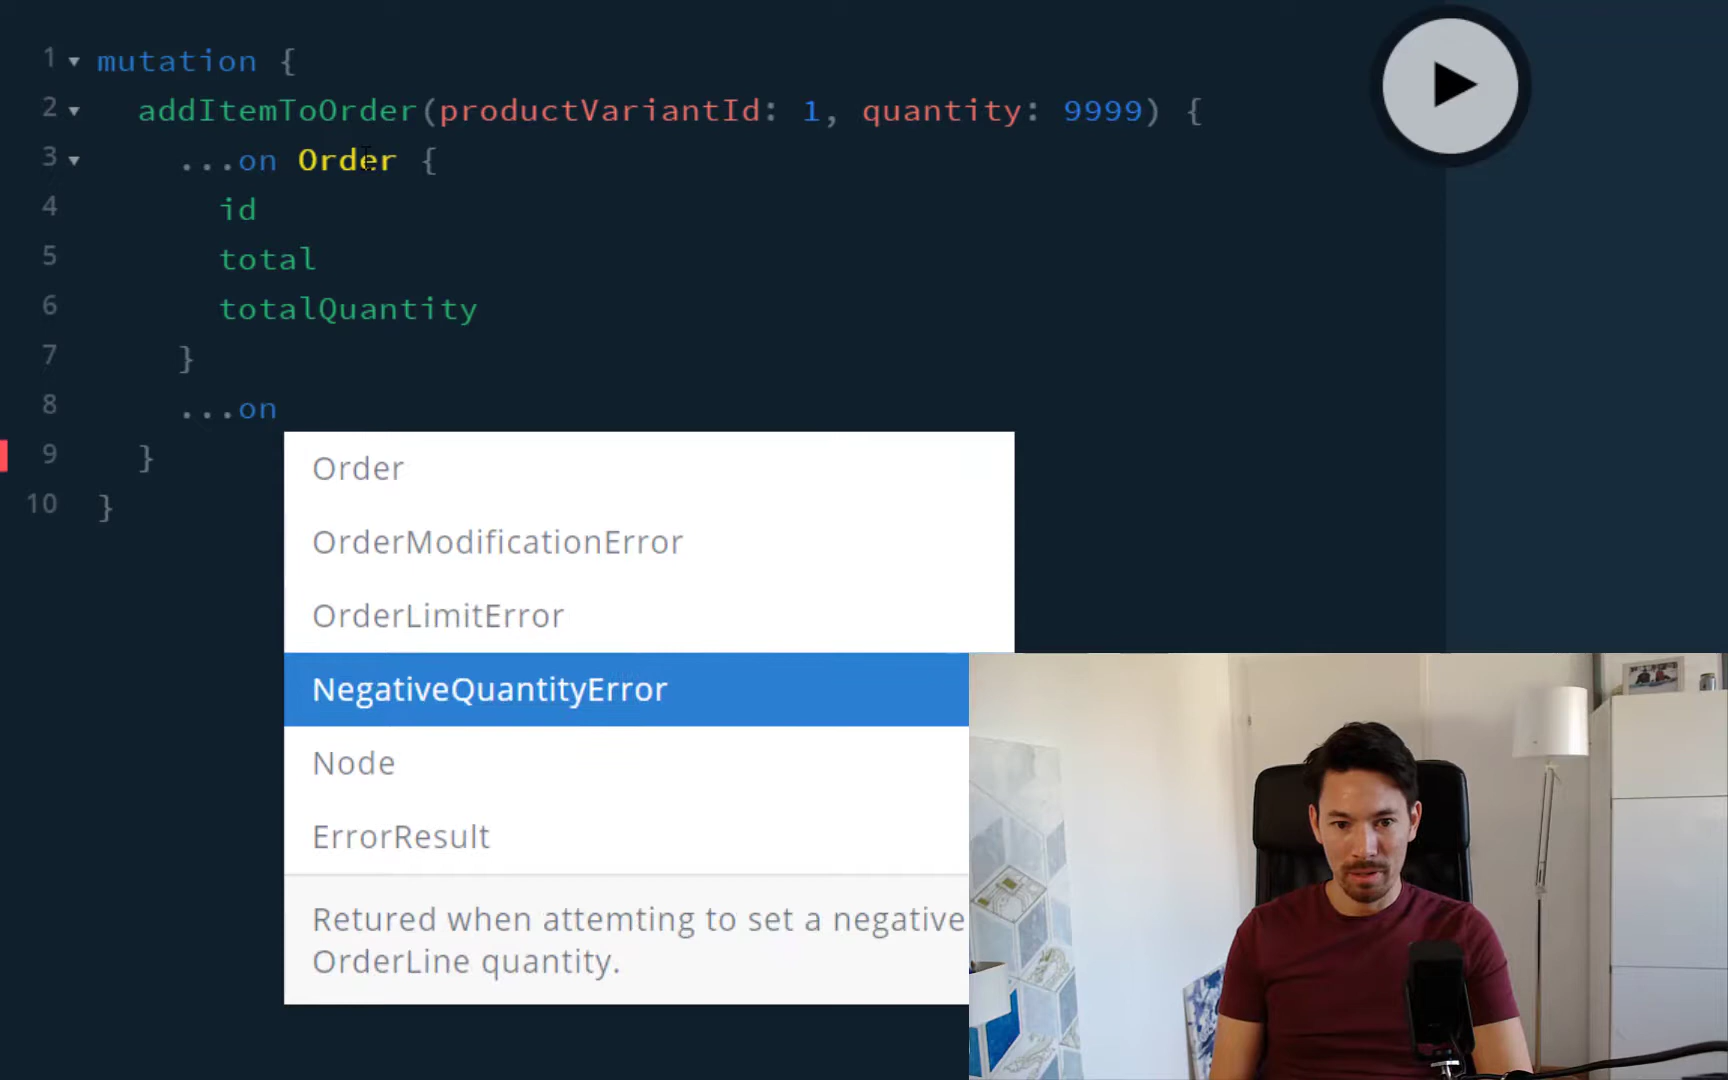 1 mutation {
2 addItemToOrder(productVariantId: 1, quantity: 9999) {
3 ...on Order {
4 id
5 total
6 totalQuantity
7 }
8 ...on
9 }
10 }
Order
OrderModificationError
OrderLimitError
NegativeQuantityError
Node
ErrorResult
Retured when attemting to set a negative
OrderLine quantity.